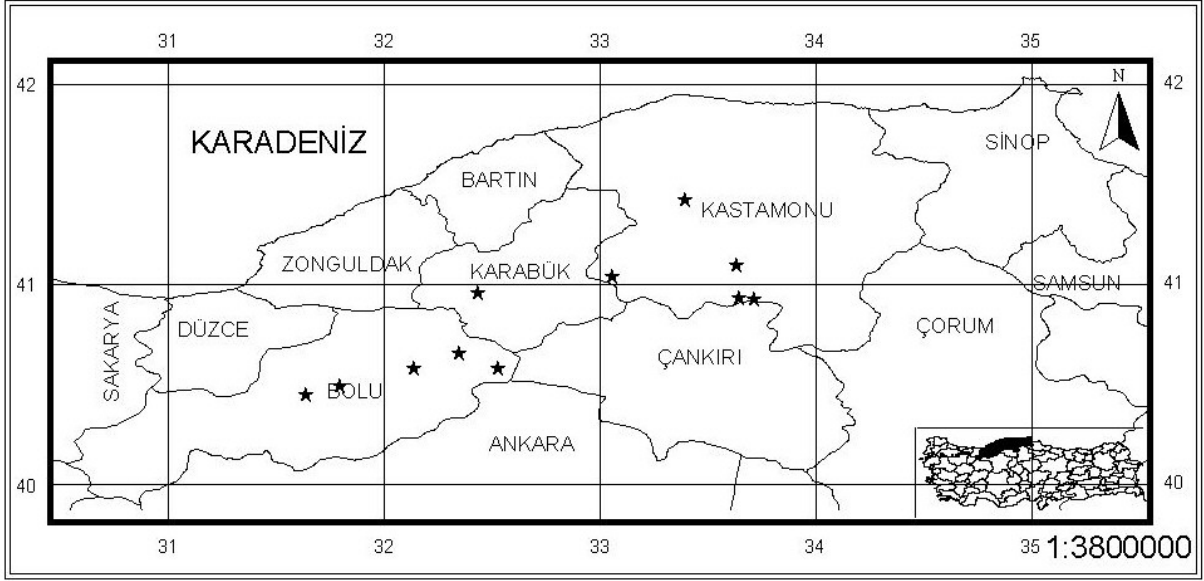 31 32 33 34 35
42 42
N
KARADENİZ
SİNOP
BARTIN
KASTAMONU
ZONGULDAK
KARABÜK
41 41
SAMSUN
SAKARYA
DÜZCE
ÇORUM
ÇANKIRI
BOLU
ANKARA
40 40
31 32 33 34 35
1:3800000